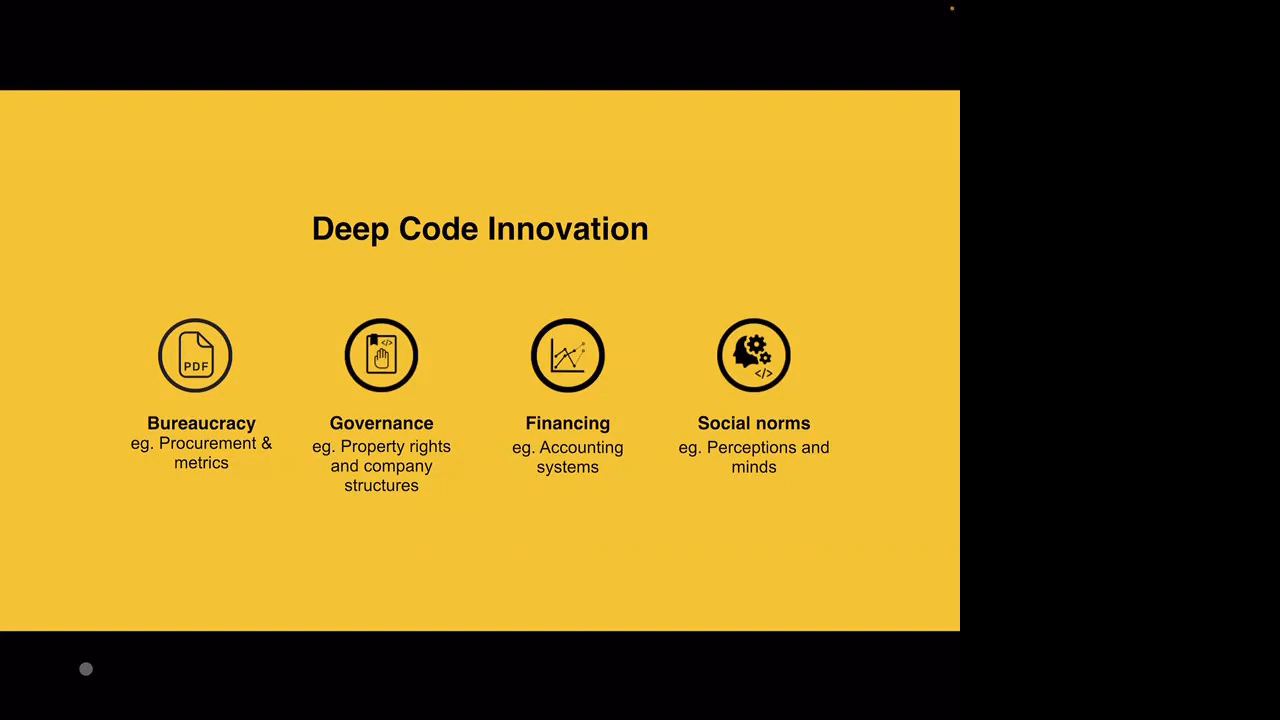 Deep Code Innovation
PDF
</>
</>
Bureaucracy
eg. Procurement &
metrics
Governance
eg. Property rights
and company
structures
Financing
eg. Accounting
systems
Social norms
eg. Perceptions and
minds